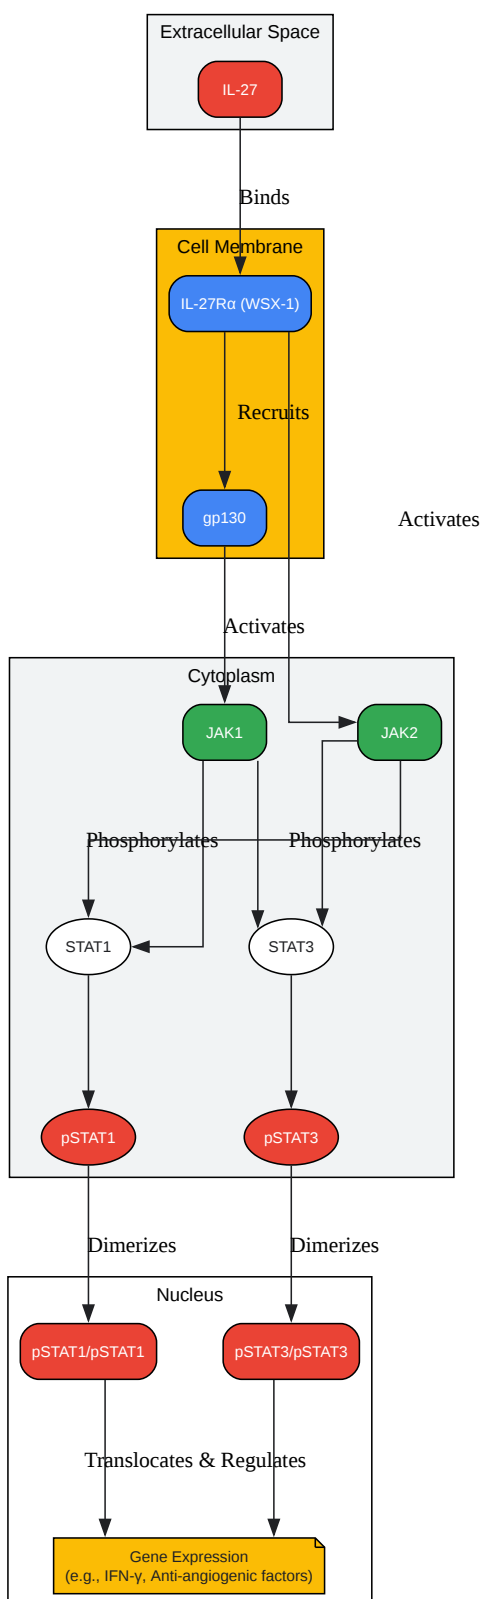 Extracellular Space
IL-27
Binds
Cell Membrane
IL-27Rα (WSX-1)
Recruits
gp130
Activates
Activates
Cytoplasm
JAK1
JAK2
Phosphorylates
Phosphorylates
STAT1
STAT3
pSTAT1
pSTAT3
Dimerizes
Dimerizes
Nucleus
pSTAT1/pSTAT1
pSTAT3/pSTAT3
Translocates & Regulates
Gene Expression
(e.g., IFN-γ, Anti-angiogenic factors)